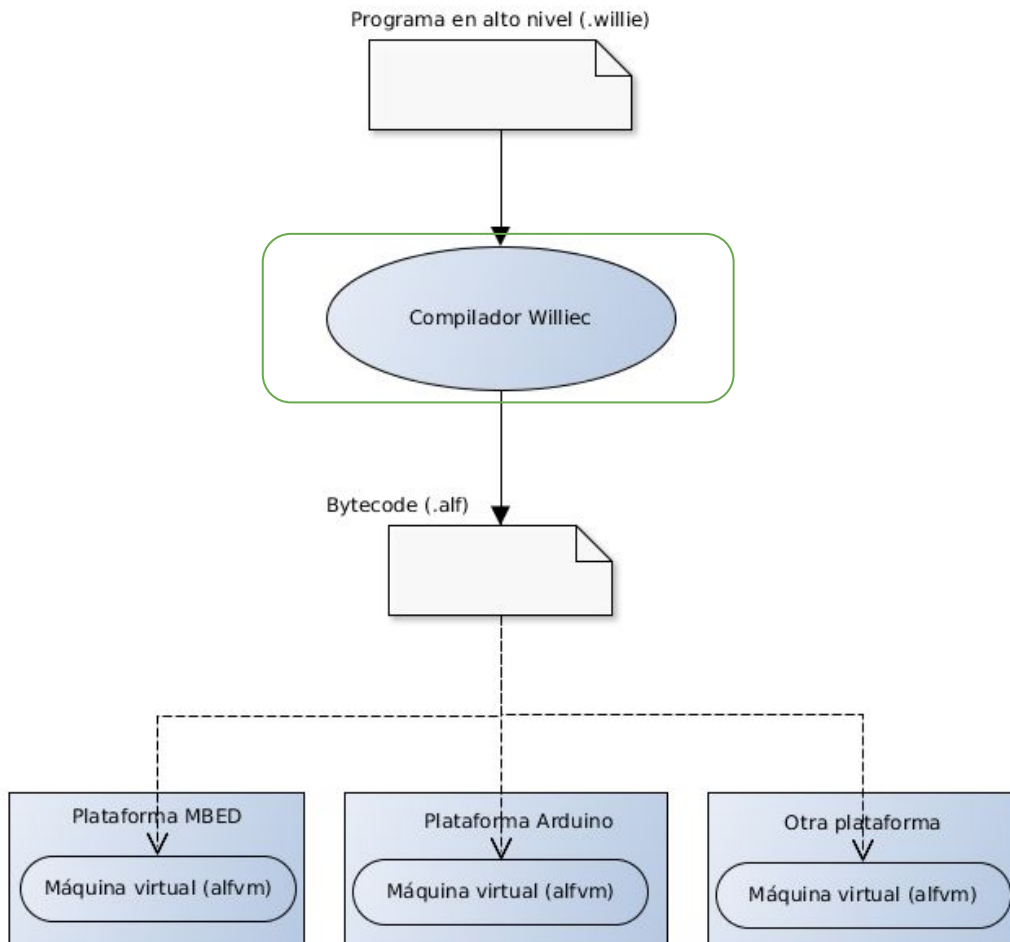 Programa en alto nivel (.willie)
Compilador Williec
Bytecode (.alf)
Plataforma MBED
Máquina virtual (alfvm)
Plataforma Arduino
Máquina virtual (alfvm)
Otra plataforma
Máquina virtual (alfvm)